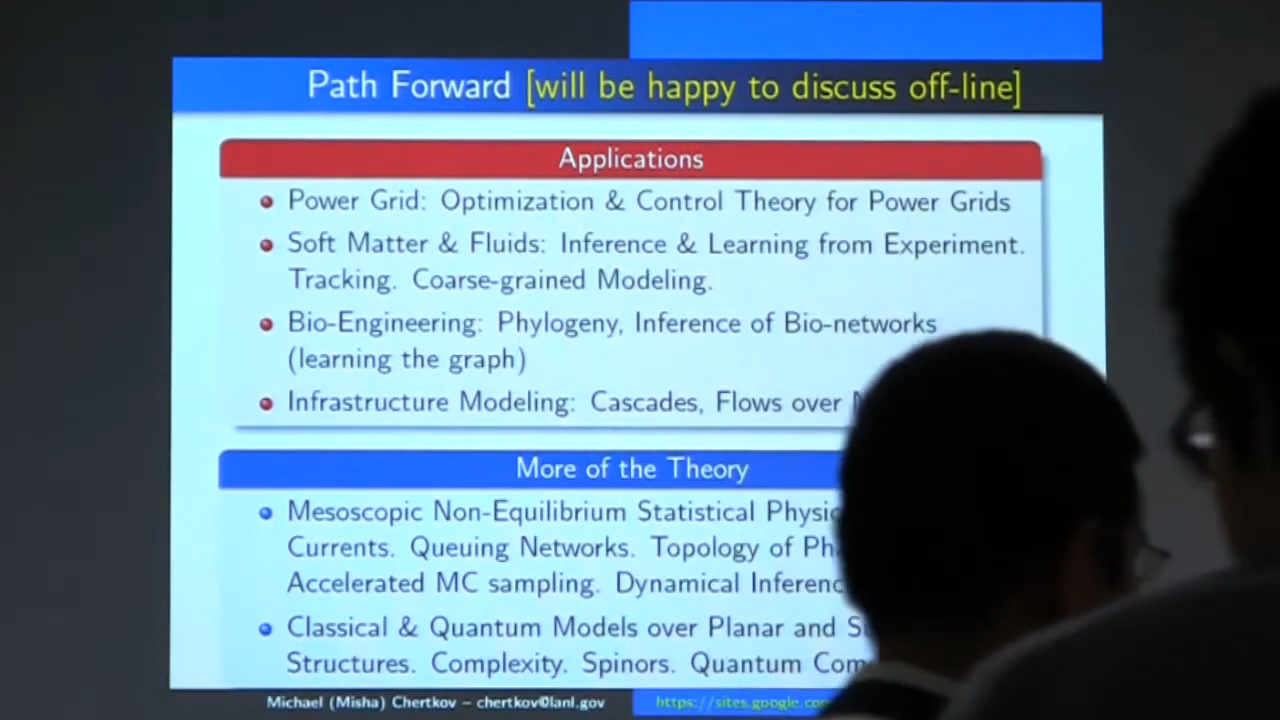 Path Forward [will be happy to discuss off-line]
Applications
Power Grid: Optimization & Control Theory for Power Grids
Soft Matter & Fluids: Inference & Learning from Experiment.
Tracking. Coarse-grained Modeling.
Bio-Engineering: Phylogeny, Inference of Bio-networks
(learning the graph)
Infrastructure Modeling: Cascades, Flows over
More of the Theory
Mesoscopic Non-Equilibrium Statistical
Currents. Queuing Networks. Topology of
Accelerated MC sampling. Dynamical
Classical & Quantum Models over Planar and
Structures. Complexity. Spinors. Quantum
Michael (Misha) Chertkov – chertkov@lanl.gov
https://sites.google.com